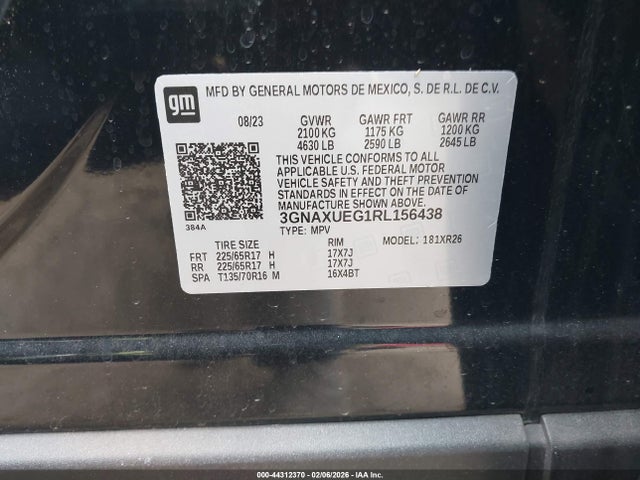 gm MFD BY GENERAL MOTORS DE MEXICO, S. DE R.L. DE C.V.
08/23 GVWR GAWR FRT GAWR RR
2100 KG 1175 KG 1200 KG
4630 LB 2590 LB 2645 LB
THIS VEHICLE CONFORMS TO ALL
APPLICABLE U.S. FEDERAL MOTOR
VEHICLE SAFETY AND THEFT PREVENTION
STANDARDS IN EFFECT ON THE DATE OF
MANUFACTURE SHOWN ABOVE.
384A 3GNAXUEG1RL156438
TYPE: MPV
TIRE SIZE RIM MODEL: 181XR26
FRT 225/65R17 H 17X7J
RR 225/65R17 H 17X7J
SPA T135/70R16 M 16X4BT
000-44312370 - 02/06/2026 - COPYRIGHT IAA, LLC